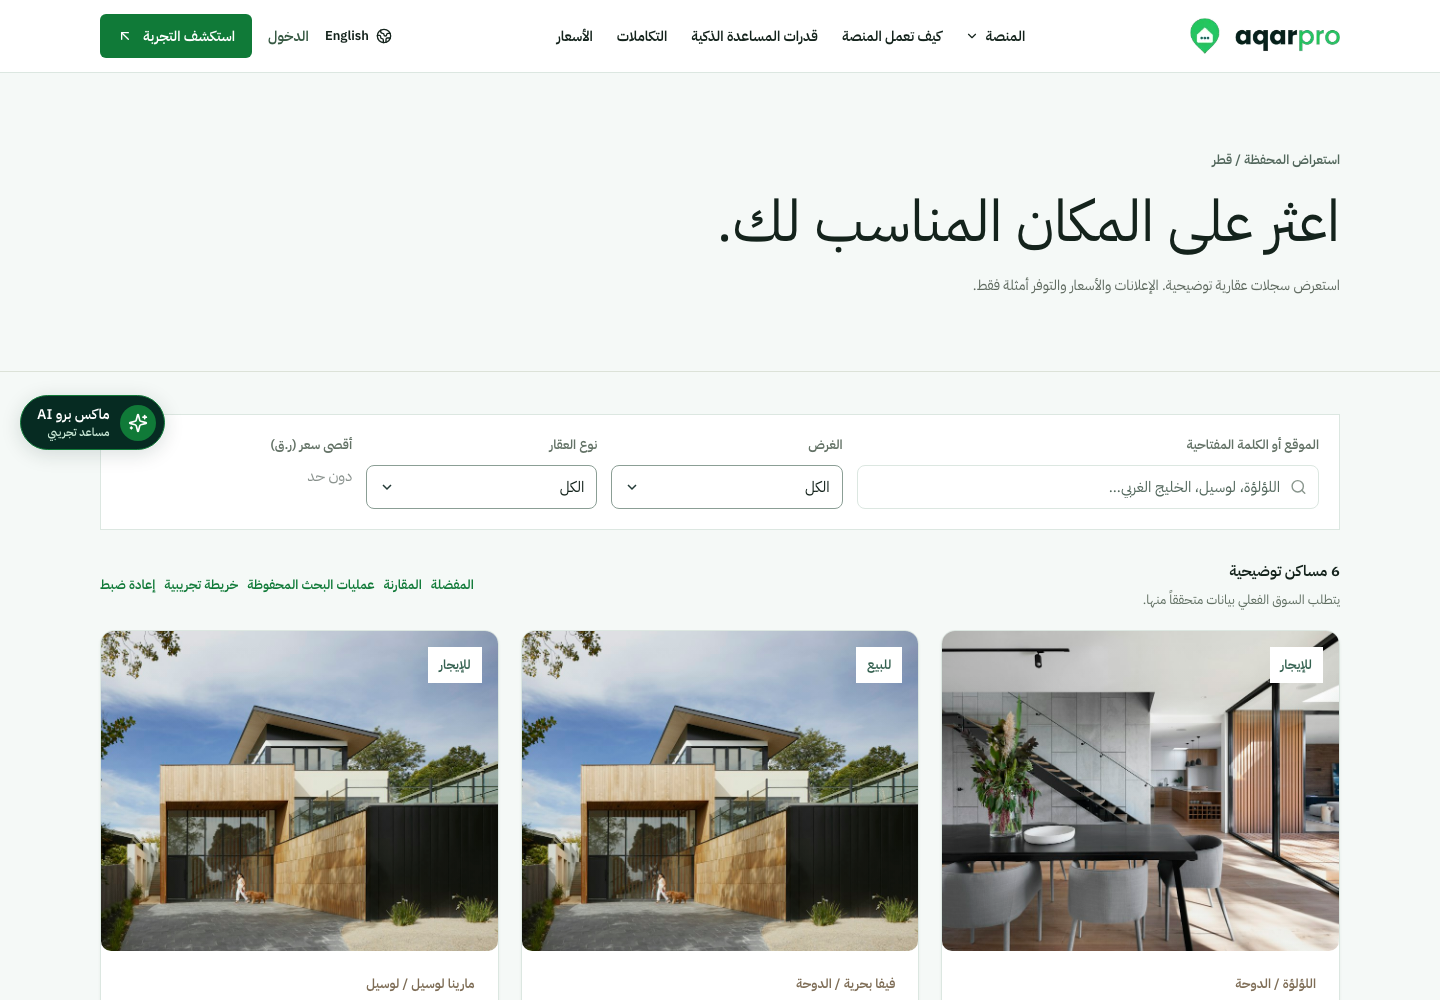 aqarpro
المنصة
كيف تعمل المنصة
قدرات المساعدة الذكية
التكاملات
الأسعار
English
الدخول
استكشف التجربة
استعراض المحفظة / قطر
اعثر على المكان المناسب لك.
استعرض سجلات عقارية توضيحية. الإعلانات والأسعار والتوفر أمثلة فقط.
ماكس برو AI
مساعد تجريبي
الموقع أو الكلمة المفتاحية
الغرض
نوع العقار
أقصى سعر (ر.ق)
اللؤلؤة، لوسيل، الخليج الغربي...
الكل
الكل
دون حد
6 مساكن توضيحية
يتطلب السوق الفعلي بيانات متحققاً منها.
المفضلة
المقارنة
عمليات البحث المحفوظة
خريطة تجريبية
إعادة ضبط
للإيجار
للبيع
للإيجار
اللؤلؤة / الدوحة
فيفا بحرية / الدوحة
مارينا لوسيل / لوسيل